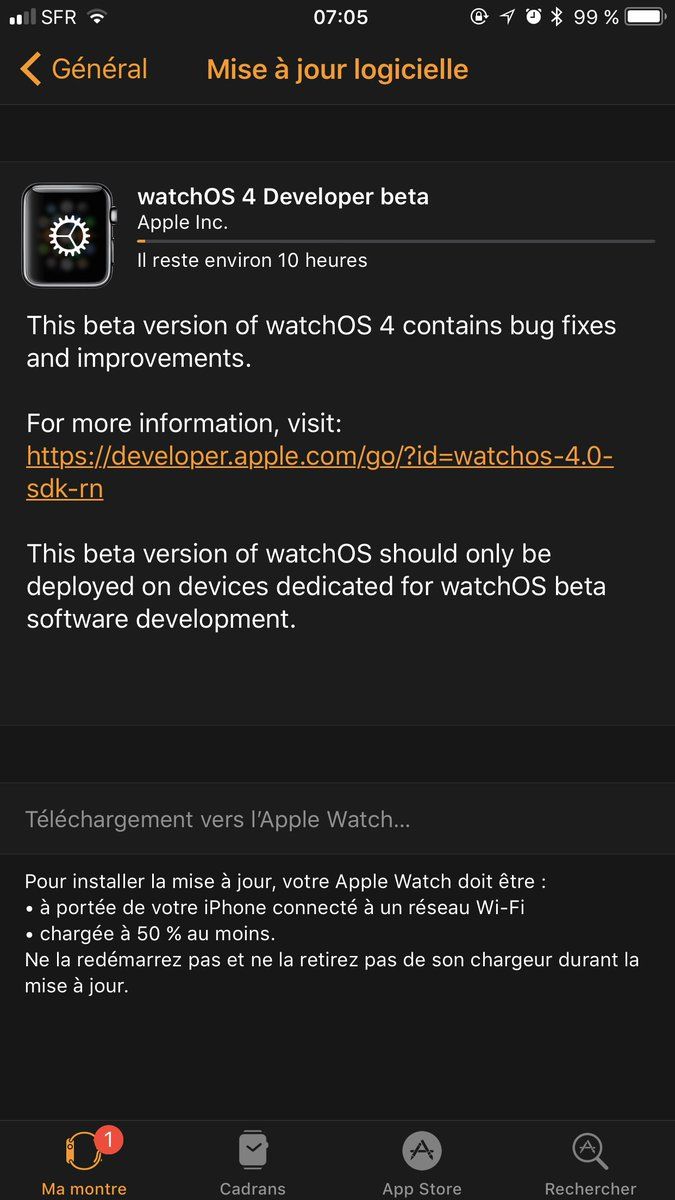 SFR 07:05 99 %
Général Mise à jour logicielle
watchOS 4 Developer beta
Apple Inc.
Il reste environ 10 heures
This beta version of watchOS 4 contains bug fixes
and improvements.
For more information, visit:
https://developer.apple.com/go/?id=watchos-4.0-
sdk-rn
This beta version of watchOS should only be
deployed on devices dedicated for watchOS beta
software development.
Téléchargement vers l’Apple Watch...
Pour installer la mise à jour, votre Apple Watch doit être :
• à portée de votre iPhone connecté à un réseau Wi-Fi
• chargée à 50 % au moins.
Ne la redémarrez pas et ne la retirez pas de son chargeur durant la
mise à jour.
1
Ma montre Cadrans App Store Rechercher